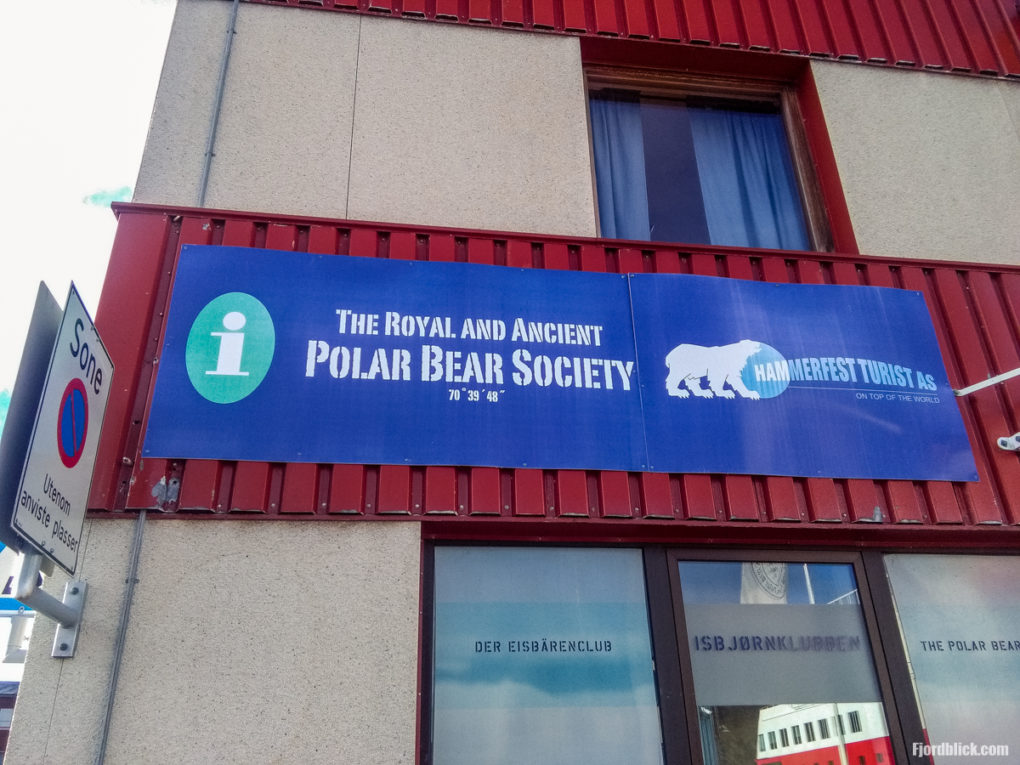 i
THE ROYAL AND ANCIENT
POLAR BEAR SOCIETY
70°39´48˝
HAMMERFEST TURIST AS
ON TOP OF THE WORLD
Sone
Utenom
anviste plasser
DER EISBÄRENCLUB
ISBJØRNKLUBBEN
THE POLAR BEAR
Fjordblick.com